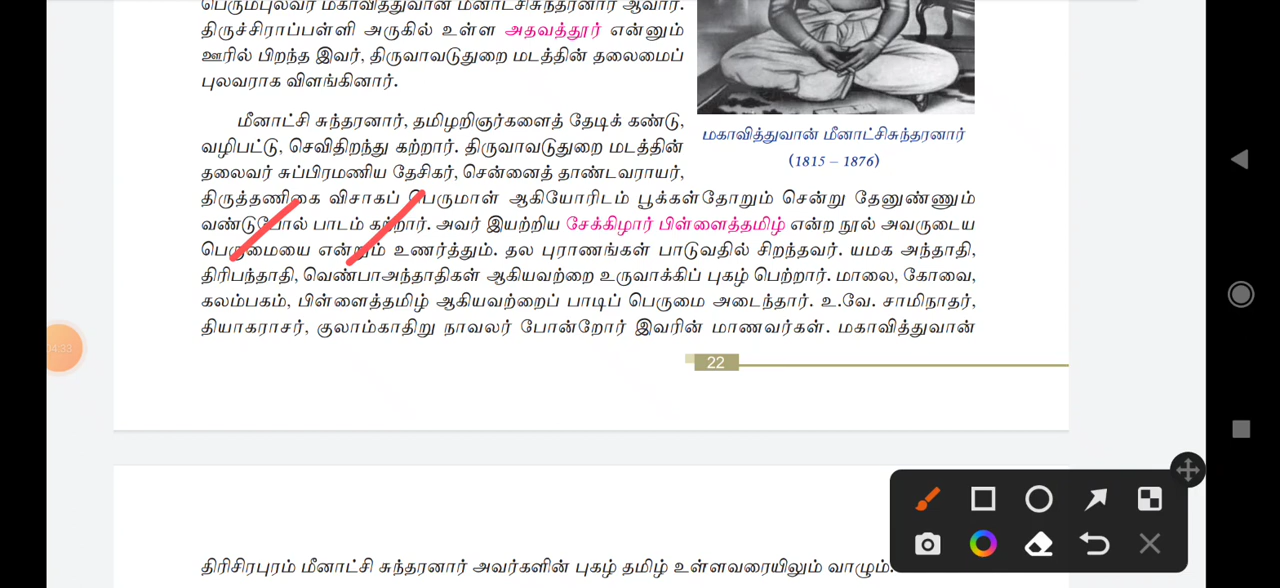 பெரும்புலவர் மகாவித்துவான் மீனாட்சிசுந்தரனார் ஆவார்.
திருச்சிராப்பள்ளி அருகில் உள்ள அதவத்தூர் என்னும்
ஊரில் பிறந்த இவர், திருவாவடுதுறை மடத்தின் தலைமைப்
புலவராக விளங்கினார்.
மீனாட்சி சுந்தரனார், தமிழறிஞர்களைத் தேடிக் கண்டு,
வழிபட்டு, செவிதிறந்து கற்றார். திருவாவடுதுறை மடத்தின்
தலைவர் சுப்பிரமணிய தேசிகர், சென்னைத் தாண்டவராயர்,
திருத்தணிகை விசாகப் பெருமாள் ஆகியோரிடம் பூக்கள்தோறும் சென்று தேனுண்ணும்
வண்டுபோல் பாடம் கற்றார். அவர் இயற்றிய சேக்கிழார் பிள்ளைத்தமிழ் என்ற நூல் அவருடைய
பெருமையை என்றும் உணர்த்தும். தல புராணங்கள் பாடுவதில் சிறந்தவர். யமக அந்தாதி,
திரிபந்தாதி, வெண்பாஅந்தாதிகள் ஆகியவற்றை உருவாக்கிப் புகழ் பெற்றார். மாலை, கோவை,
கலம்பகம், பிள்ளைத்தமிழ் ஆகியவற்றைப் பாடிப் பெருமை அடைந்தார். உ.வே. சாமிநாதர்,
தியாகராசர், குலாம்காதிறு நாவலர் போன்றோர் இவரின் மாணவர்கள். மகாவித்துவான்
மகாவித்துவான் மீனாட்சிசுந்தரனார்
(1815 – 1876)
22
04:38
திரிசிரபுரம் மீனாட்சி சுந்தரனார் அவர்களின் புகழ் தமிழ் உள்ளவரையிலும் வாழும்.